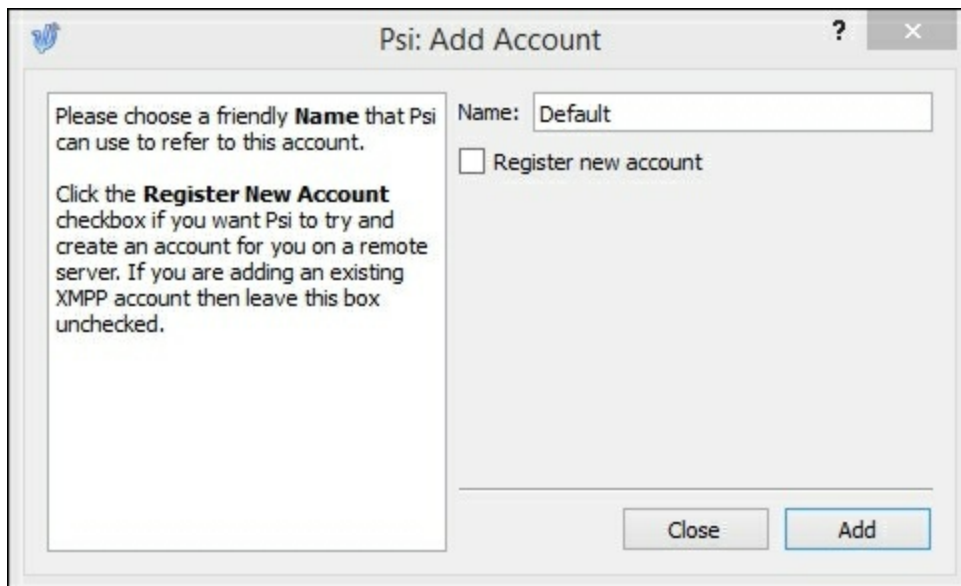 Psi: Add Account
?
Please choose a friendly Name that Psi
can use to refer to this account.
Click the Register New Account
checkbox if you want Psi to try and
create an account for you on a remote
server. If you are adding an existing
XMPP account then leave this box
unchecked.
Name: Default
Register new account
Close Add